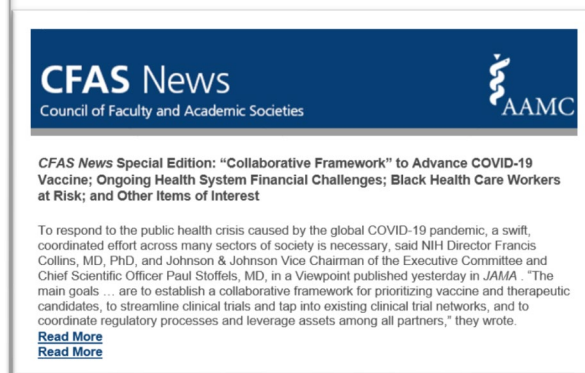 CFAS News
Council of Faculty and Academic Societies
AAMC
CFAS News Special Edition: “Collaborative Framework” to Advance COVID-19
Vaccine; Ongoing Health System Financial Challenges; Black Health Care Workers
at Risk; and Other Items of Interest
To respond to the public health crisis caused by the global COVID-19 pandemic, a swift,
coordinated effort across many sectors of society is necessary, said NIH Director Francis
Collins, MD, PhD, and Johnson & Johnson Vice Chairman of the Executive Committee and
Chief Scientific Officer Paul Stoffels, MD, in a Viewpoint published yesterday in JAMA . “The
main goals … are to establish a collaborative framework for prioritizing vaccine and therapeutic
candidates, to streamline clinical trials and tap into existing clinical trial networks, and to
coordinate regulatory processes and leverage assets among all partners,” they wrote.
Read More
Read More